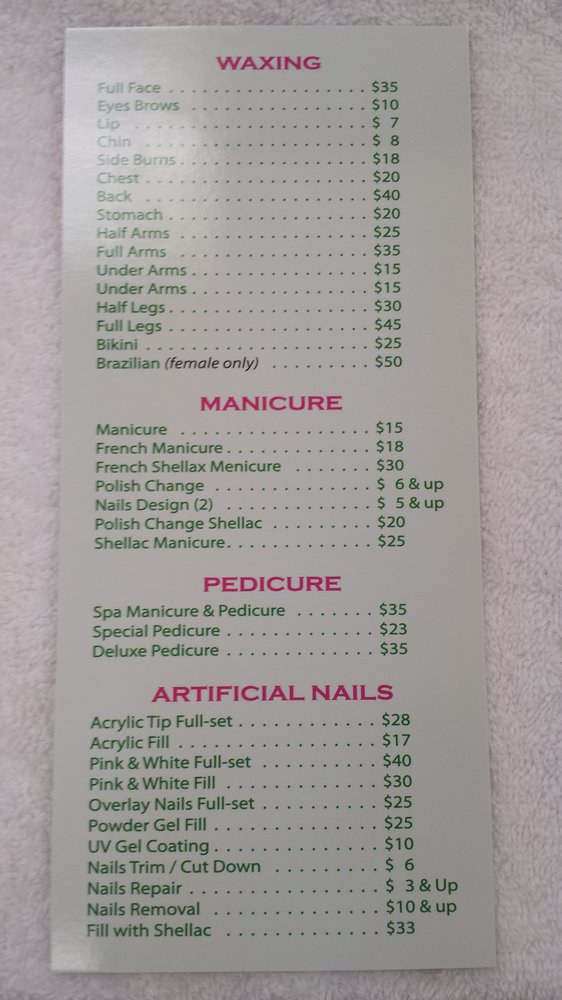 WAXING
Full Face . . . . . . . . . . . . . . . . . . $35
Eyes Brows . . . . . . . . . . . . . . . . $10
Lip . . . . . . . . . . . . . . . . . . . . . $ 7
Chin . . . . . . . . . . . . . . . . . . . . $ 8
Side Burns . . . . . . . . . . . . . . . . . $18
Chest . . . . . . . . . . . . . . . . . . . . $20
Back . . . . . . . . . . . . . . . . . . . . $40
Stomach . . . . . . . . . . . . . . . . . . $20
Half Arms . . . . . . . . . . . . . . . . . $25
Full Arms . . . . . . . . . . . . . . . . . $35
Under Arms . . . . . . . . . . . . . . . . $15
Under Arms . . . . . . . . . . . . . . . . $15
Half Legs . . . . . . . . . . . . . . . . . . $30
Full Legs . . . . . . . . . . . . . . . . . . $45
Bikini . . . . . . . . . . . . . . . . . . . . $25
Brazilian (female only) . . . . . . . . . $50
MANICURE
Manicure . . . . . . . . . . . . . . . . . $15
French Manicure . . . . . . . . . . . . . $18
French Shellax Menicure . . . . . . . $30
Polish Change . . . . . . . . . . . . . . $ 6 & up
Nails Design (2) . . . . . . . . . . . . . $ 5 & up
Polish Change Shellac . . . . . . . . . $20
Shellac Manicure. . . . . . . . . . . . . $25
PEDICURE
Spa Manicure & Pedicure . . . . . . . $35
Special Pedicure . . . . . . . . . . . . . $23
Deluxe Pedicure . . . . . . . . . . . . . $35
ARTIFICIAL NAILS
Acrylic Tip Full-set . . . . . . . . . . . . $28
Acrylic Fill . . . . . . . . . . . . . . . . . $17
Pink & White Full-set . . . . . . . . . . $40
Pink & White Fill . . . . . . . . . . . . . $30
Overlay Nails Full-set . . . . . . . . . . $25
Powder Gel Fill . . . . . . . . . . . . . . $25
UV Gel Coating . . . . . . . . . . . . . . $10
Nails Trim / Cut Down . . . . . . . . . $ 6
Nails Repair . . . . . . . . . . . . . . . . $ 3 & Up
Nails Removal . . . . . . . . . . . . . . $10 & up
Fill with Shellac . . . . . . . . . . . . . $33